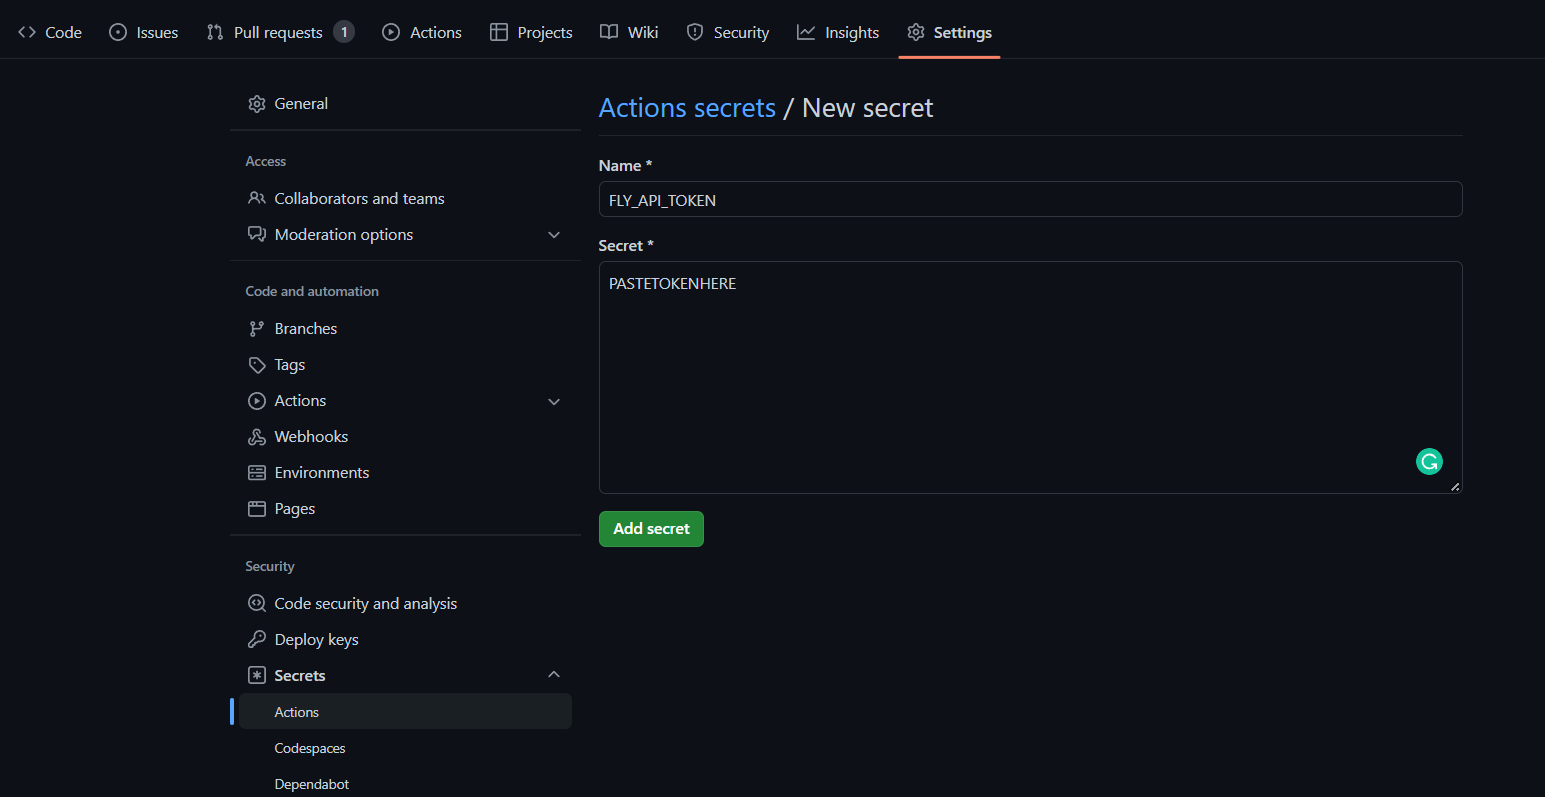 Code Issues Pull requests 1 Actions Projects Wiki Security Insights Settings
General
Access
Collaborators and teams
Moderation options
Code and automation
Branches
Tags
Actions
Webhooks
Environments
Pages
Security
Code security and analysis
Deploy keys
Secrets
Actions
Codespaces
Dependabot
Actions secrets / New secret
Name *
FLY_API_TOKEN
Secret *
PASTETOKENHERE
Add secret